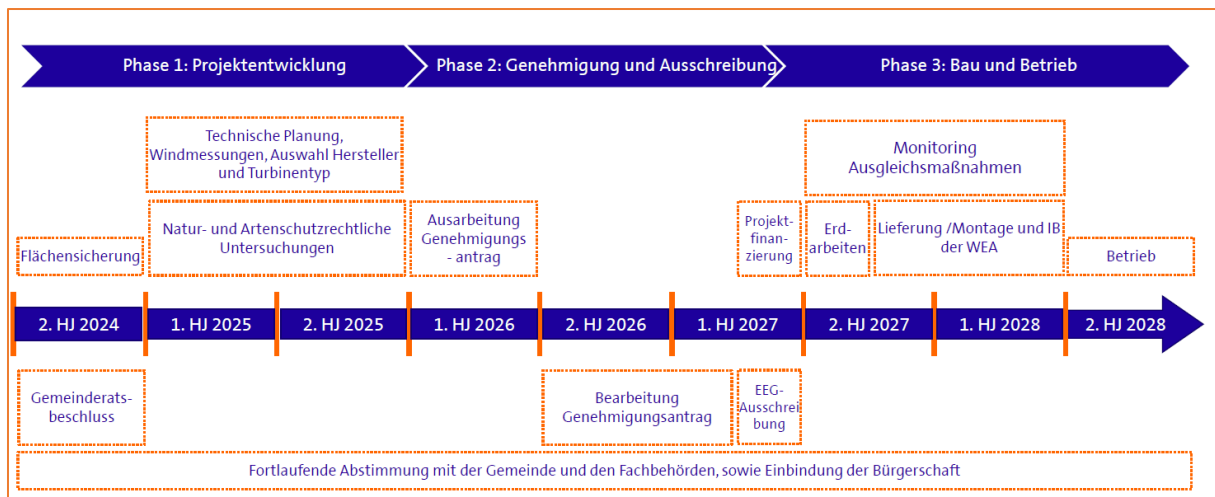 Phase 1: Projektentwicklung
Phase 2: Genehmigung und Ausschreibung
Phase 3: Bau und Betrieb
Technische Planung,
Windmessungen, Auswahl Hersteller
und Turbinentyp
Monitoring
Ausgleichsmaßnahmen
Flächensicherung
Natur- und Artenschutzrechtliche
Untersuchungen
Ausarbeitung
Genehmigungs
- antrag
Projekt-
finan-
zierung
Erd-
arbeiten
Lieferung /Montage und IB
der WEA
Betrieb
2. HJ 2024
1. HJ 2025
2. HJ 2025
1. HJ 2026
2. HJ 2026
1. HJ 2027
2. HJ 2027
1. HJ 2028
2. HJ 2028
Gemeinderats-
beschluss
Bearbeitung
Genehmigungsantrag
EEG-
Ausschrei
bung
Fortlaufende Abstimmung mit der Gemeinde und den Fachbehörden, sowie Einbindung der Bürgerschaft